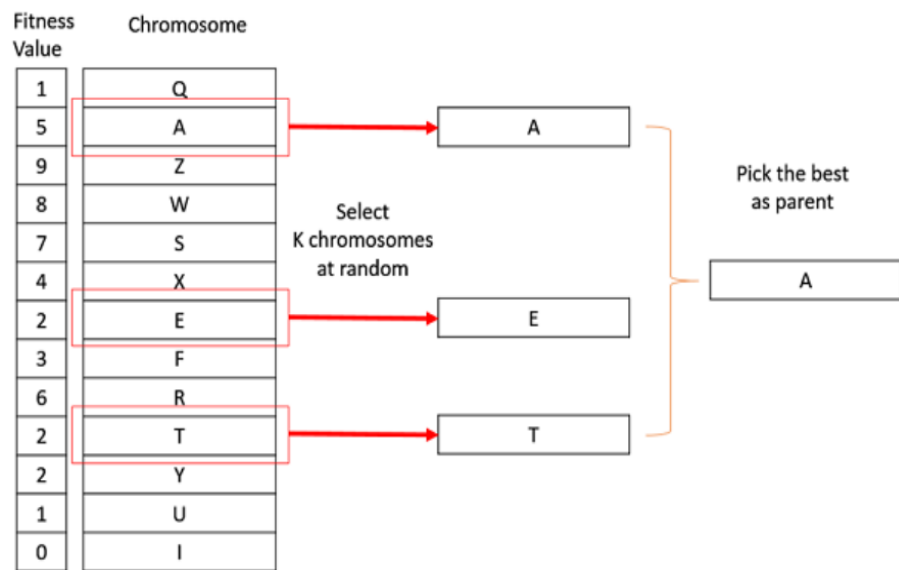 Fitness
Value
Chromosome
1 Q
5 A
9 Z
8 W
7 S
4 X
2 E
3 F
6 R
2 T
2 Y
1 U
0 I
Select
K chromosomes
at random
A
E
T
Pick the best
as parent
A